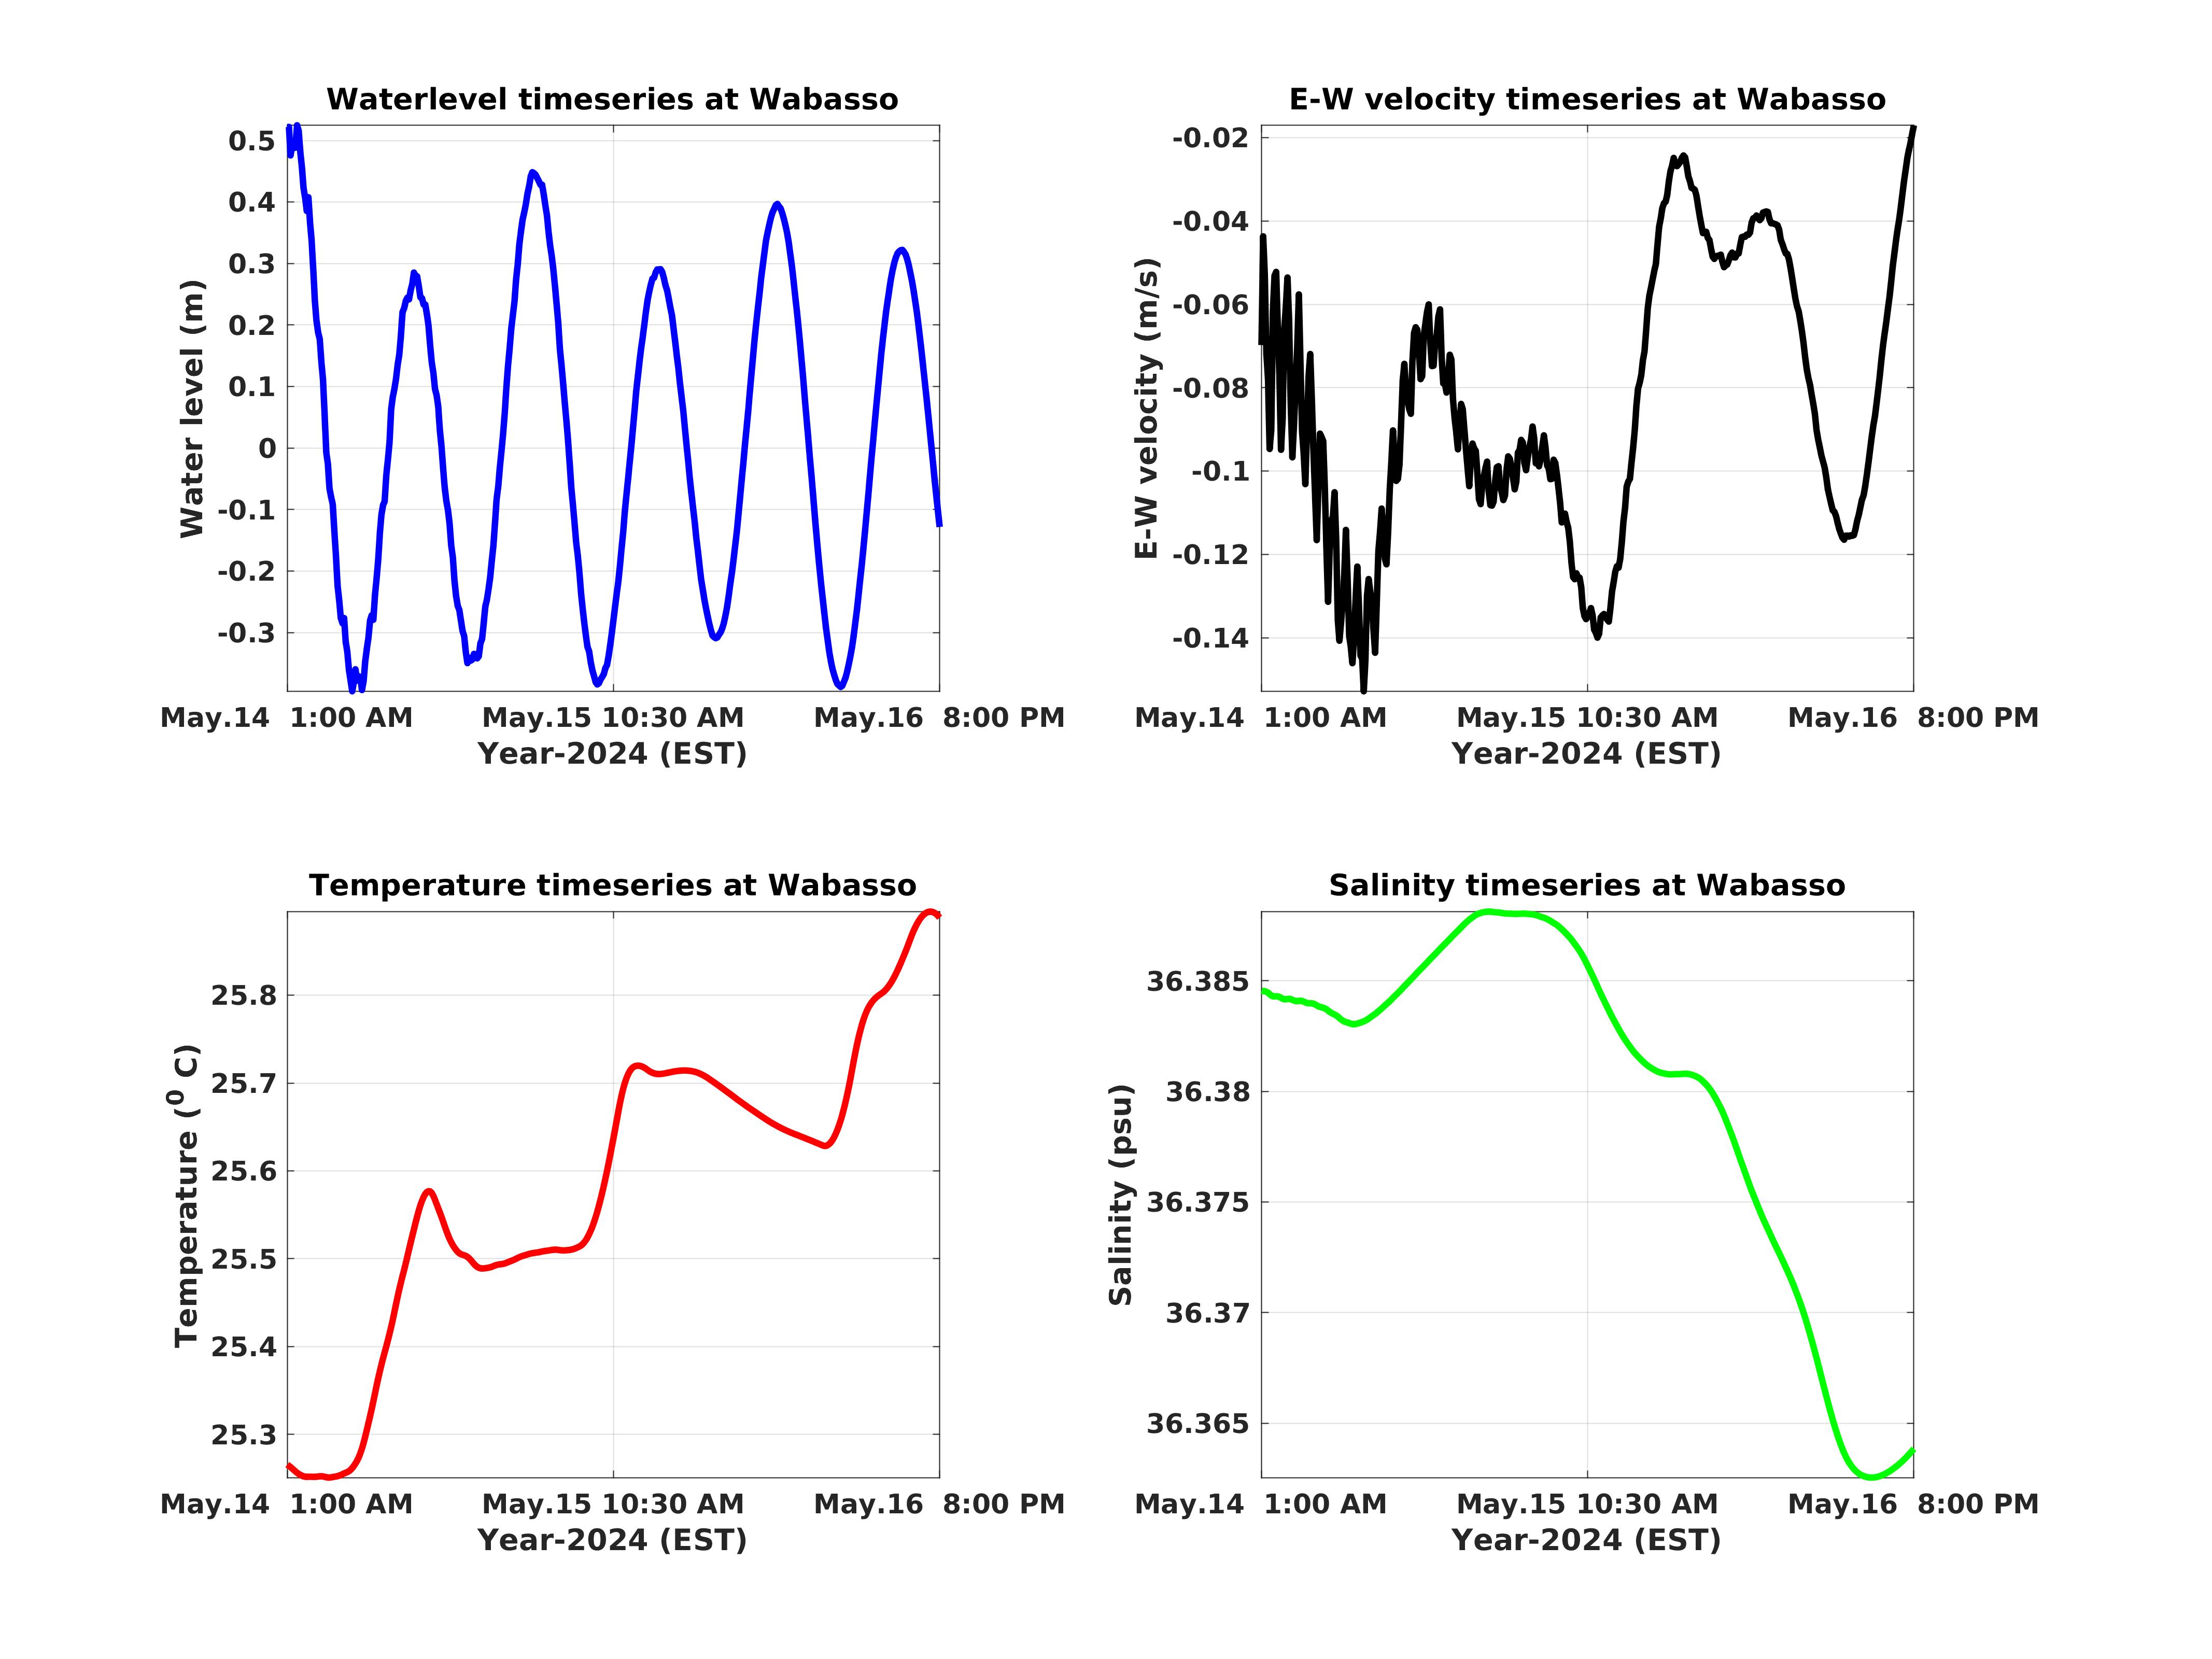 Waterlevel timeseries at Wabasso
0.5
0.4
0.3
0.2
0.1
0
-0.1
-0.2
-0.3
Water level (m)
May.14 1:00 AM May.15 10:30 AM May.16 8:00 PM
Year-2024 (EST)
E-W velocity timeseries at Wabasso
-0.02
-0.04
-0.06
-0.08
-0.1
-0.12
-0.14
E-W velocity (m/s)
May.14 1:00 AM May.15 10:30 AM May.16 8:00 PM
Year-2024 (EST)
Temperature timeseries at Wabasso
25.8
25.7
25.6
25.5
25.4
25.3
Temperature (⁰ C)
May.14 1:00 AM May.15 10:30 AM May.16 8:00 PM
Year-2024 (EST)
Salinity timeseries at Wabasso
36.385
36.38
36.375
36.37
36.365
Salinity (psu)
May.14 1:00 AM May.15 10:30 AM May.16 8:00 PM
Year-2024 (EST)